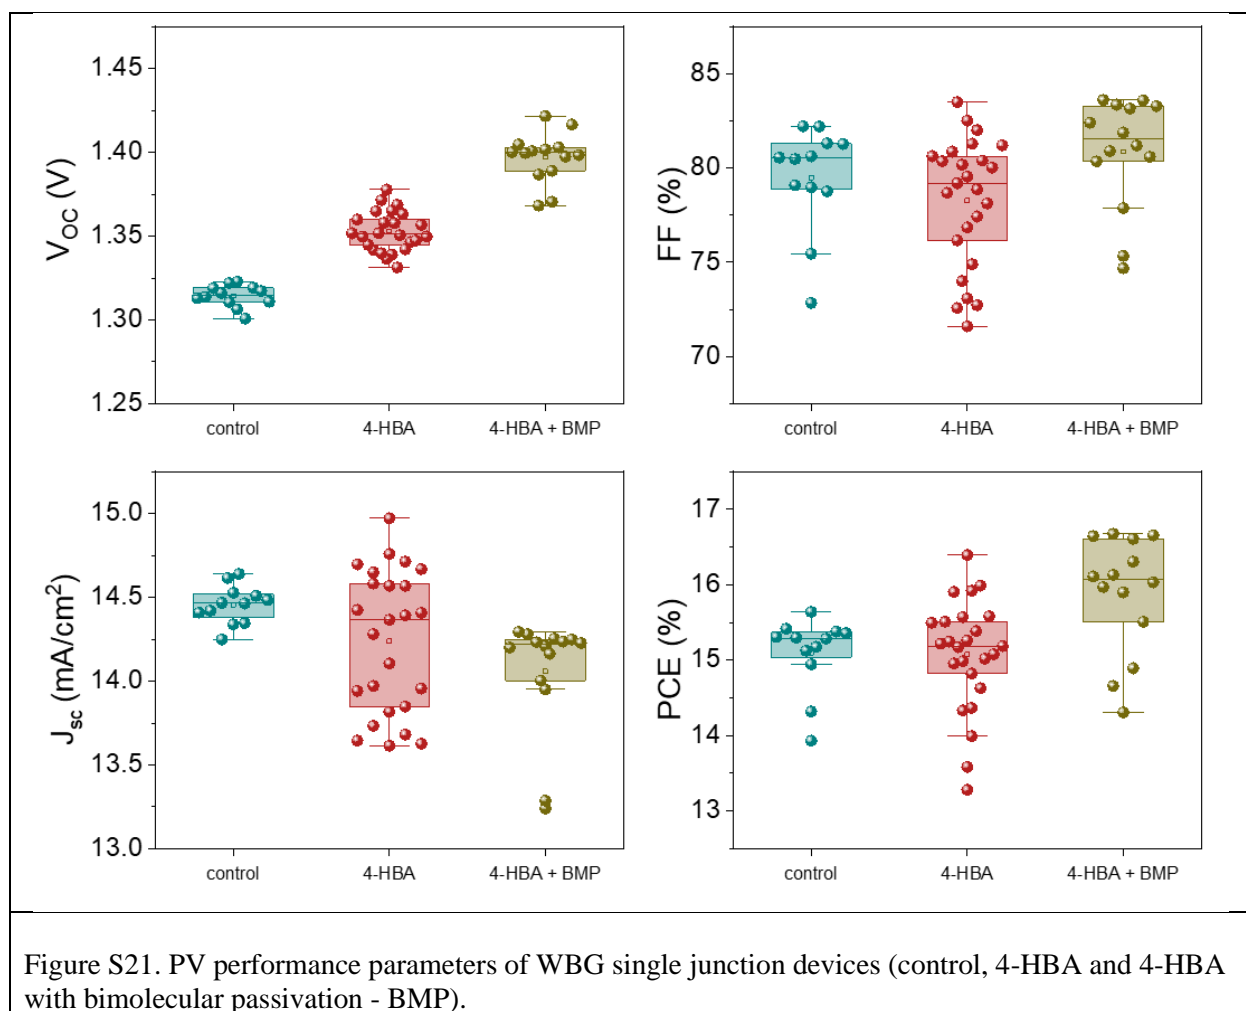 1.45
1.40
1.35
1.30
1.25
V_OC (V)
control
4-HBA
4-HBA + BMP
85
80
75
70
FF (%)
control
4-HBA
4-HBA + BMP
15.0
14.5
14.0
13.5
13.0
J_sc (mA/cm²)
control
4-HBA
4-HBA + BMP
17
16
15
14
13
PCE (%)
control
4-HBA
4-HBA + BMP
Figure S21. PV performance parameters of WBG single junction devices (control, 4-HBA and 4-HBA
with bimolecular passivation - BMP).